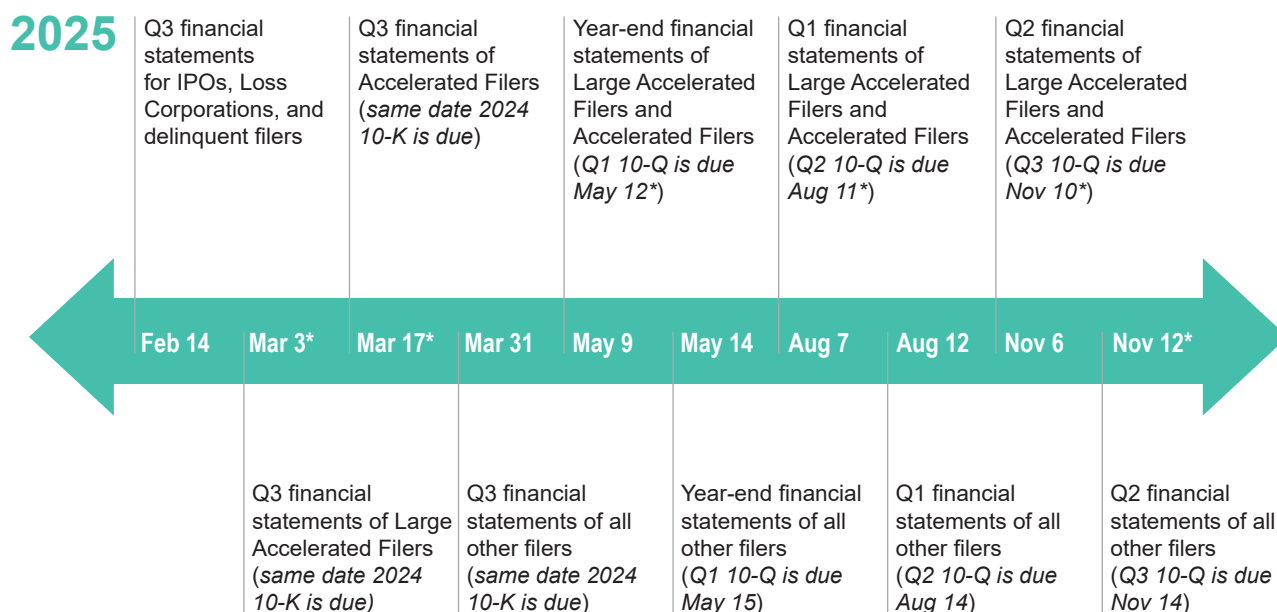 2025
Q3 financial
statements
for IPOs, Loss
Corporations, and
delinquent filers
Q3 financial
statements of
Accelerated Filers
(same date 2024
10-K is due)
Year-end financial
statements of
Large Accelerated
Filers and
Accelerated Filers
(Q1 10-Q is due
May 12*)
Q1 financial
statements of
Large Accelerated
Filers and
Accelerated Filers
(Q2 10-Q is due
Aug 11*)
Q2 financial
statements of
Large Accelerated
Filers and
Accelerated Filers
(Q3 10-Q is due
Nov 10*)
Feb 14 Mar 3* Mar 17* Mar 31 May 9 May 14 Aug 7 Aug 12 Nov 6 Nov 12*
Q3 financial
statements of Large
Accelerated Filers
(same date 2024
10-K is due)
Q3 financial
statements of all
other filers
(same date 2024
10-K is due)
Year-end financial
statements of all
other filers
(Q1 10-Q is due
May 15)
Q1 financial
statements of all
other filers
(Q2 10-Q is due
Aug 14)
Q2 financial
statements of all
other filers
(Q3 10-Q is due
Nov 14)